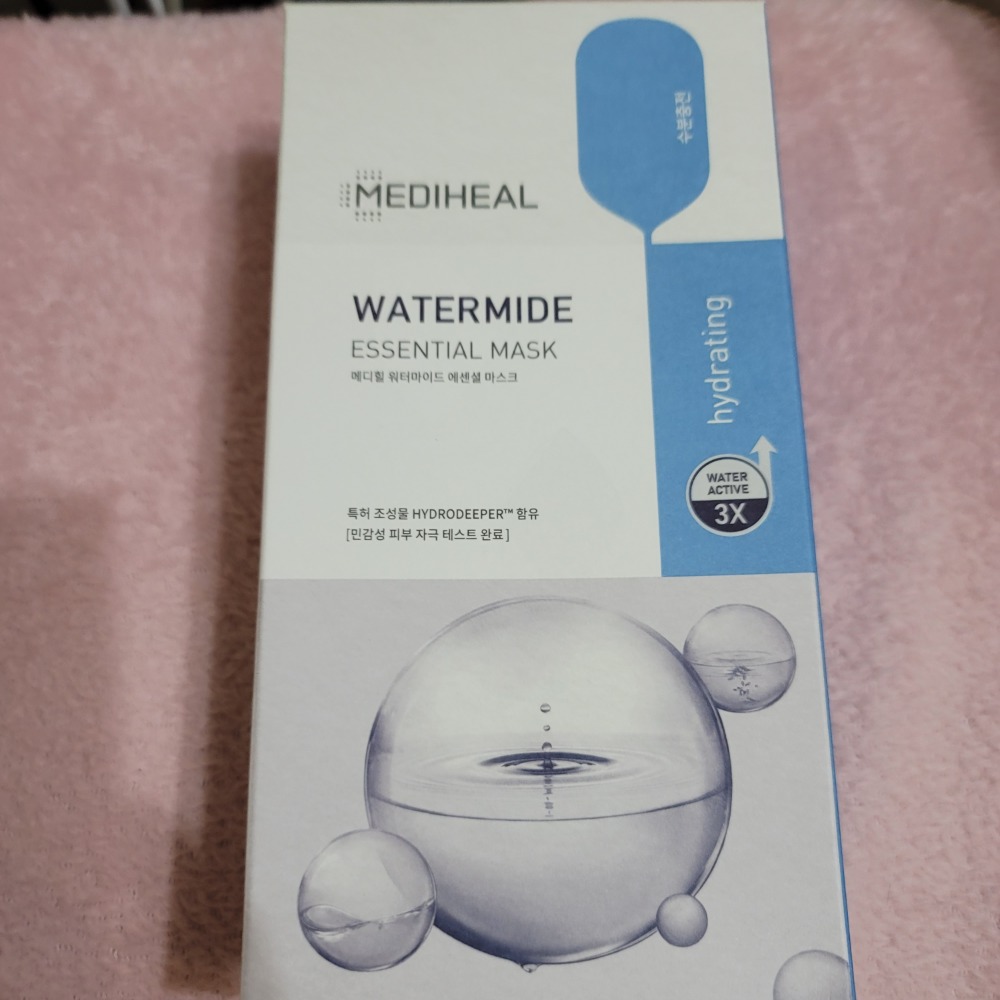 수분충전
MEDIHEAL
WATERMIDE
ESSENTIAL MASK
메디힐 워터마이드 에센셜 마스크
hydrating
WATER
ACTIVE
3X
특허 조성물 HYDRODEEPER™ 함유
[민감성 피부 자극 테스트 완료]